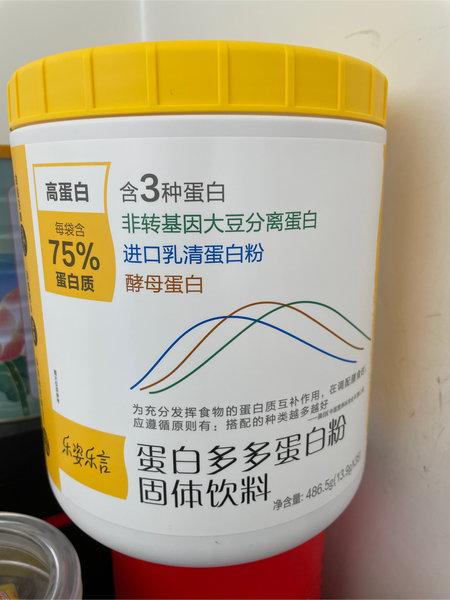 高蛋白
每袋含
75%
蛋白质
含3种蛋白
非转基因大豆分离蛋白
进口乳清蛋白粉
酵母蛋白
为充分发挥食物的蛋白质互补作用，在调配膳食时，
应遵循原则有：搭配的种类越多越好
乐姿乐言
蛋白多多蛋白粉
固体饮料
净含量: 486.5g